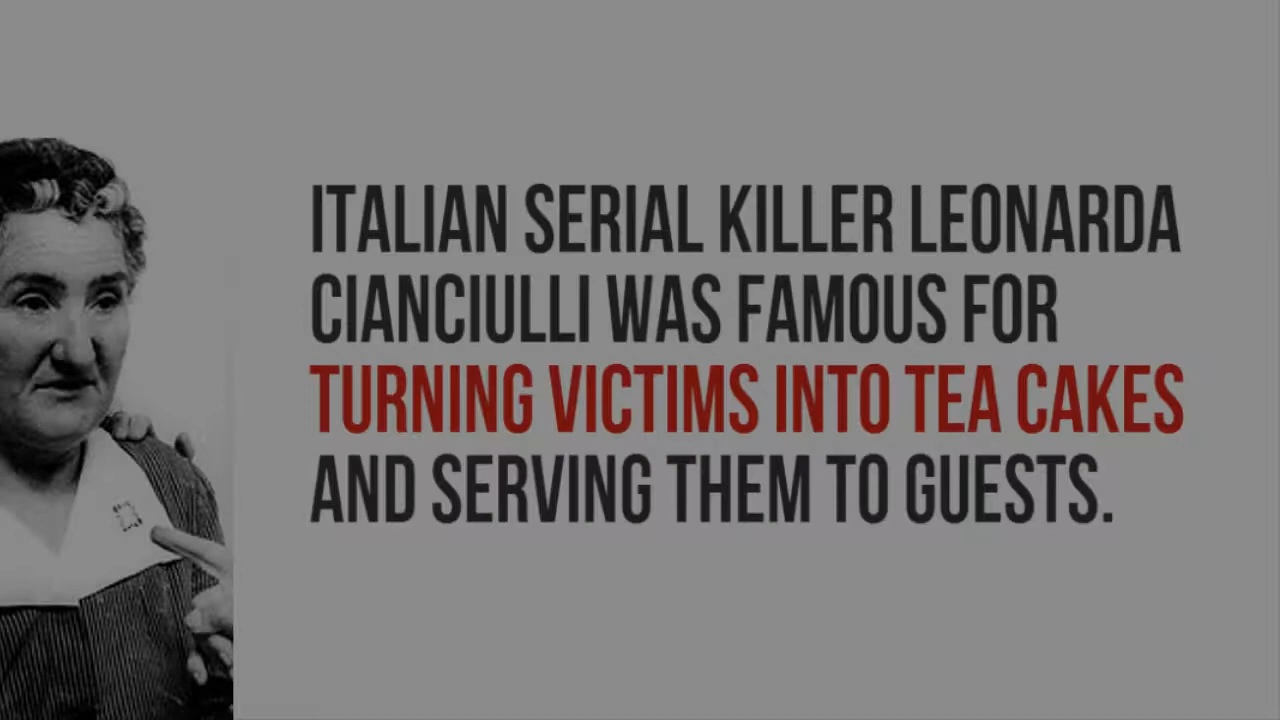 ITALIAN SERIAL KILLER LEONARDA
CIANCIULLI WAS FAMOUS FOR
TURNING VICTIMS INTO TEA CAKES
AND SERVING THEM TO GUESTS.